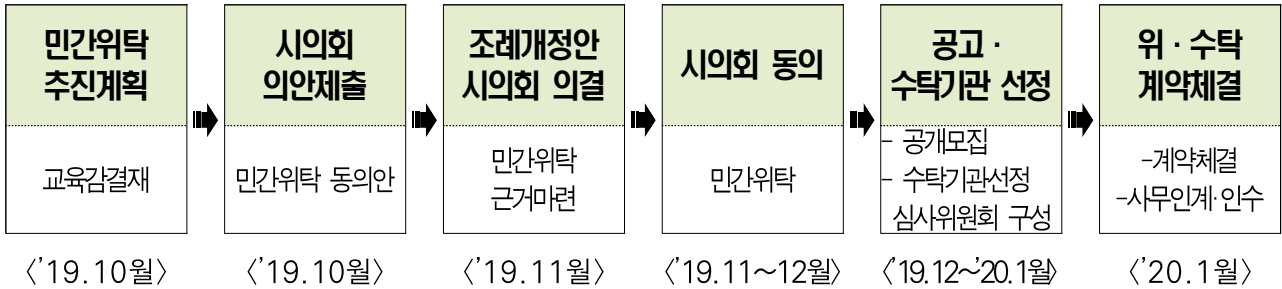 민간위탁
추진계획
교육감결재
〈'19.10월〉
시의회
의안제출
민간위탁 동의안
〈'19.10월〉
조례개정안
시의회 의결
민간위탁
근거마련
〈'19.11월〉
시의회 동의
민간위탁
〈'19.11~12월〉
공고·
수탁기관 선정
- 공개모집
- 수탁기관선정
심사위원회 구성
〈'19.12~'20.1월〉
위·수탁
계약체결
-계약체결
-사무인계·인수
〈'20.1월〉